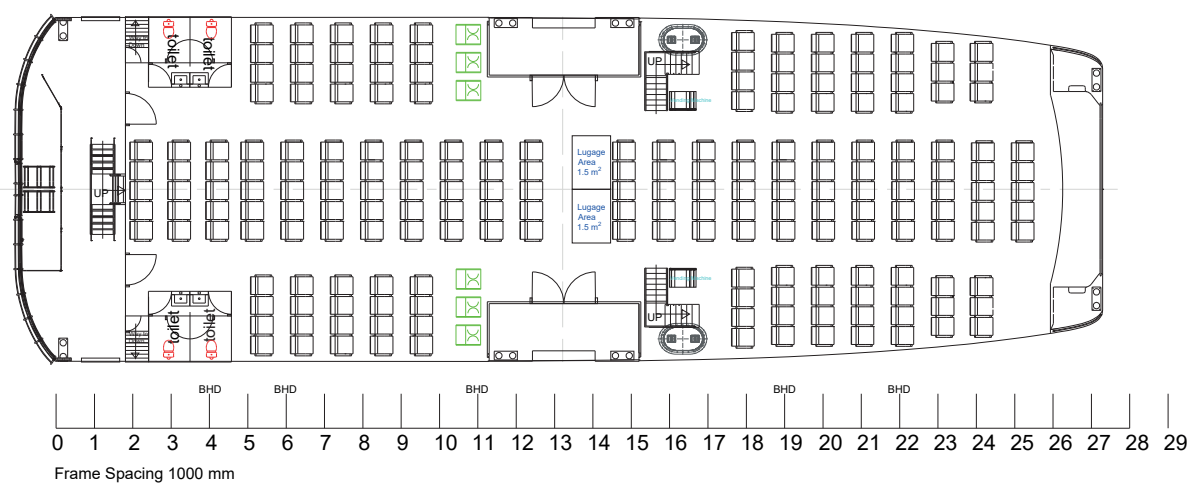 toilet
toilet
UP
UP
Lugage
Area
1.5 m²
Lugage
Area
1.5 m²
UP
toilet
toilet
BHD
BHD
BHD
BHD
BHD
0 1 2 3 4 5 6 7 8 9 10 11 12 13 14 15 16 17 18 19 20 21 22 23 24 25 26 27 28 29
Frame Spacing 1000 mm